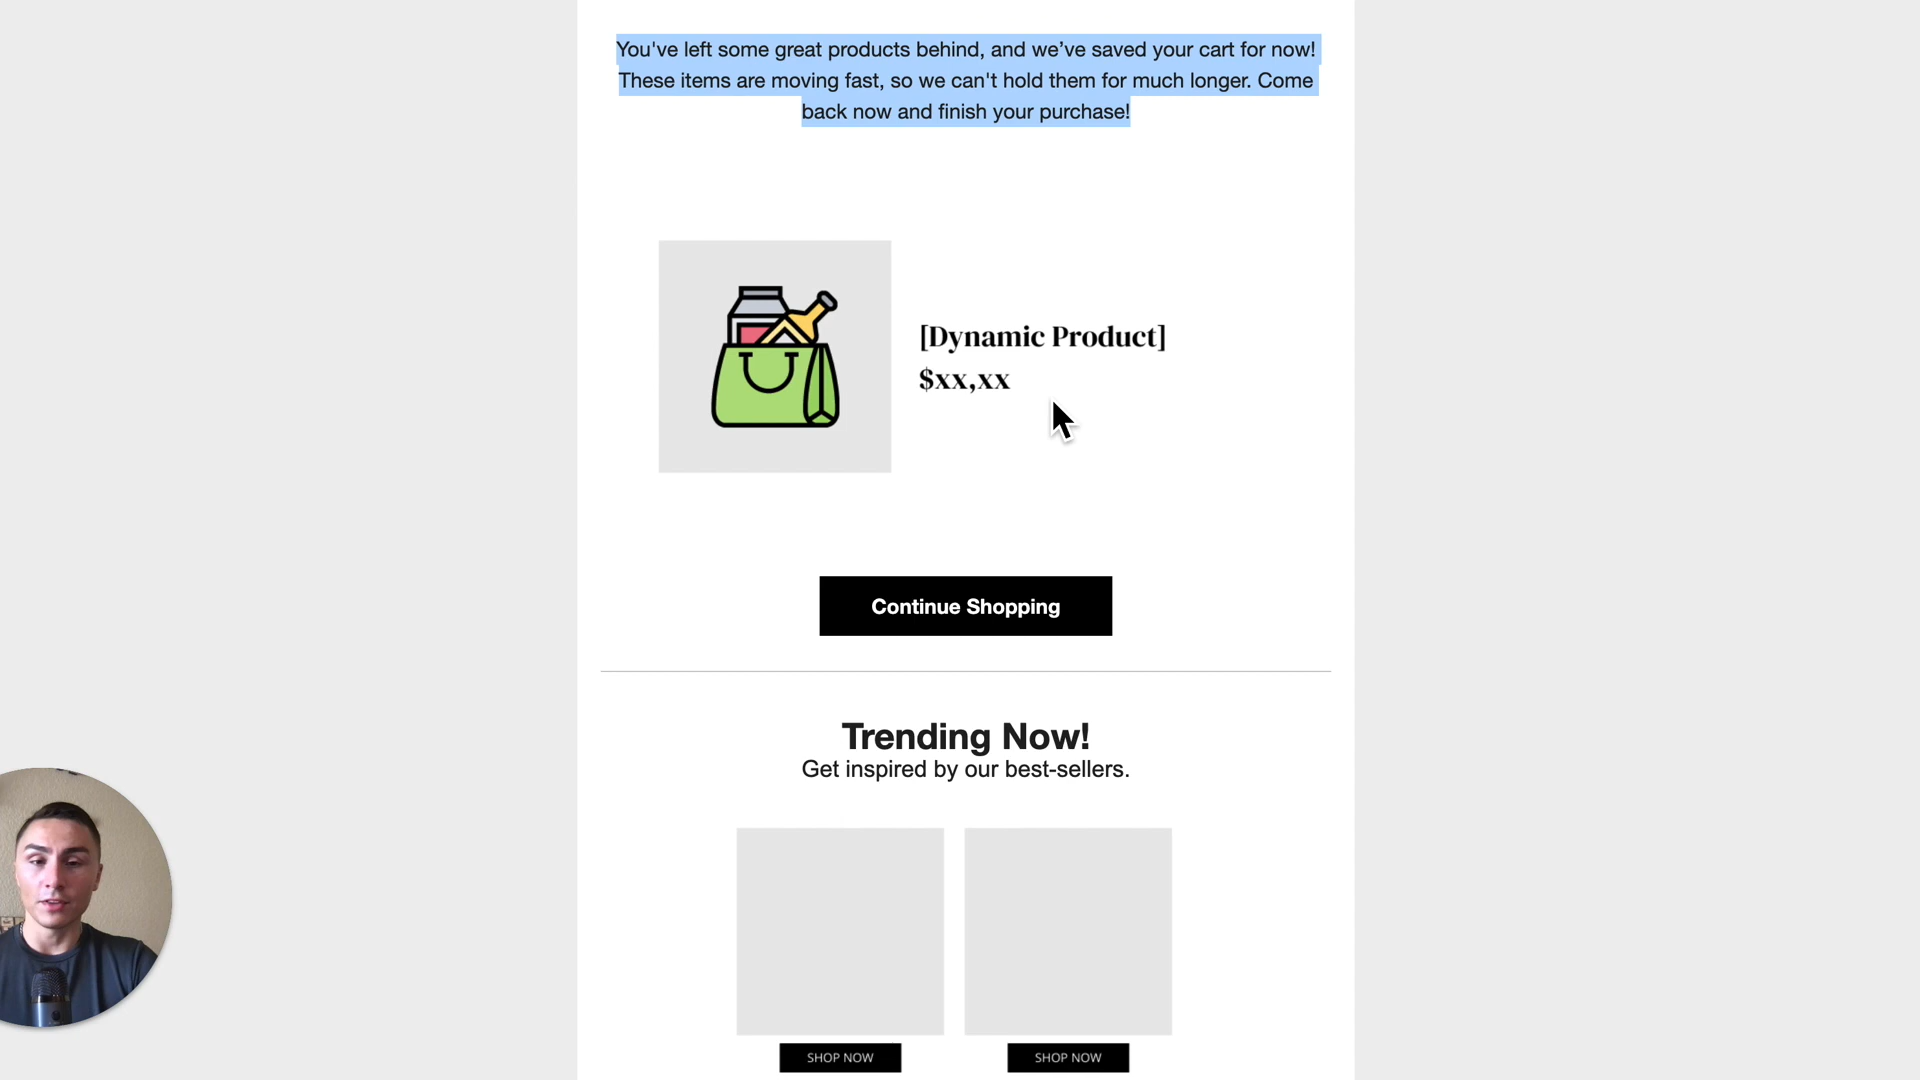 You've left some great products behind, and we’ve saved your cart for now!
These items are moving fast, so we can't hold them for much longer. Come
back now and finish your purchase!
[Dynamic Product]
$xx,xx
Continue Shopping
Trending Now!
Get inspired by our best-sellers.
SHOP NOW
SHOP NOW